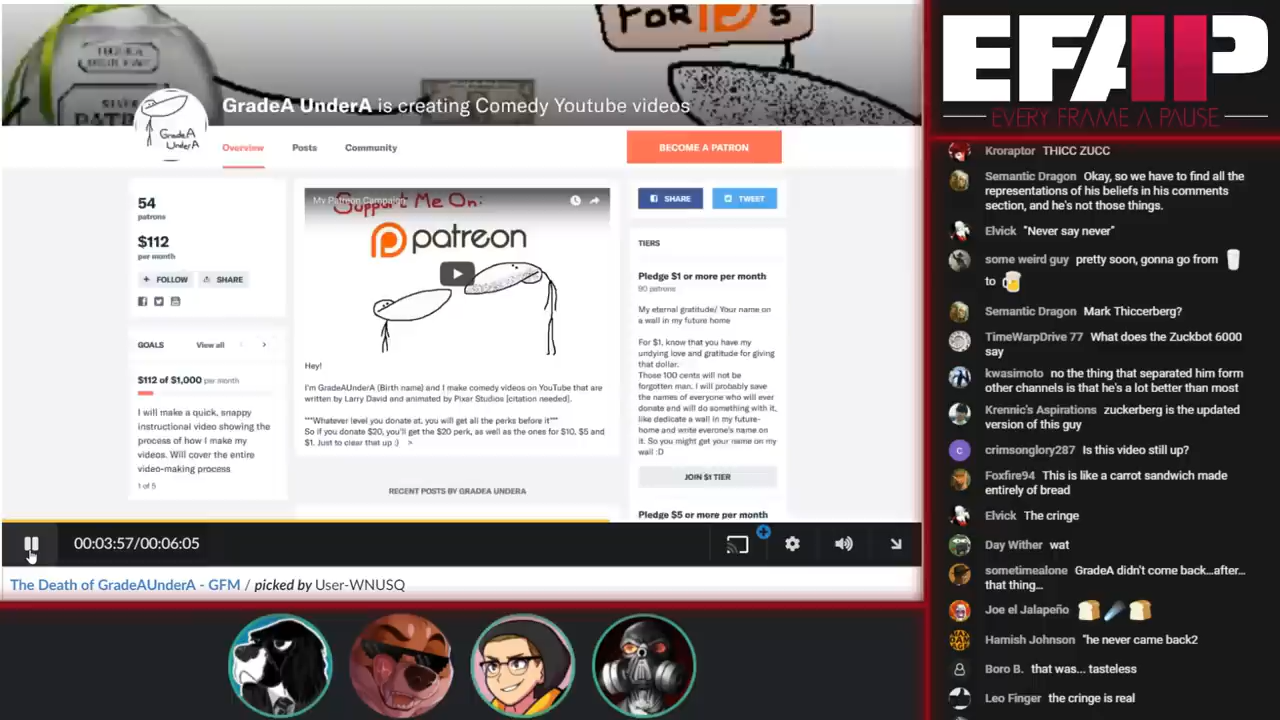 FOR
GradeA UnderA is creating Comedy Youtube videos
GradeA
UnderA
Overview
Posts
Community
BECOME A PATRON
54
patrons
$112
per month
+ FOLLOW
SHARE
GOALS
View all
>
$112 of $1,000 per month
I will make a quick, snappy
instructional video showing the
process of how I make my
videos. Will cover the entire
video-making process
1 of 5
My Patreon Campaign
Support Me On:
patreon
Hey!
I'm GradeAUnderA (Birth name) and I make comedy videos on YouTube that are
written by Larry David and animated by Pixar Studios [citation needed].
***Whatever level you donate at, you will get all the perks before it***
So if you donate $20, you'll get the $20 perk, as well as the ones for $10, $5 and
$1. Just to clear that up :) >
RECENT POSTS BY GRADEA UNDERA
SHARE
TWEET
TIERS
Pledge $1 or more per month
90 patrons
My eternal gratitude/ Your name on
a wall in my future home
For $1, know that you have my
undying love and gratitude for giving
that dollar.
Those 100 cents will not be
forgotten man. I will probably save
the names of everyone who will ever
donate and will do something with it,
like dedicate a wall in my future-
home and write everyone's name on
it. So you might get your name on my
wall :D
JOIN $1 TIER
Pledge $5 or more per month
00:03:57/00:06:05
The Death of GradeAUnderA - GFM / picked by User-WNUSQ
EFAP
EVERY FRAME A PAUSE
Kroraptor THICC ZUCC
Semantic Dragon Okay, so we have to find all the
representations of his beliefs in his comments
section, and he's not those things.
Elvick "Never say never"
some weird guy pretty soon, gonna go from
to
Semantic Dragon Mark Thiccerberg?
TimeWarpDrive 77 What does the Zuckbot 6000
say
kwasimoto no the thing that separated him form
other channels is that he's a lot better than most
Krennic's Aspirations zuckerberg is the updated
version of this guy
C
crimsonglory287 Is this video still up?
Foxfire94 This is like a carrot sandwich made
entirely of bread
Elvick The cringe
Day Wither wat
sometimealone GradeA didn't come back...after...
that thing...
Joe el Jalapeño
Hamish Johnson "he never came back2
Boro B. that was... tasteless
Leo Finger the cringe is real